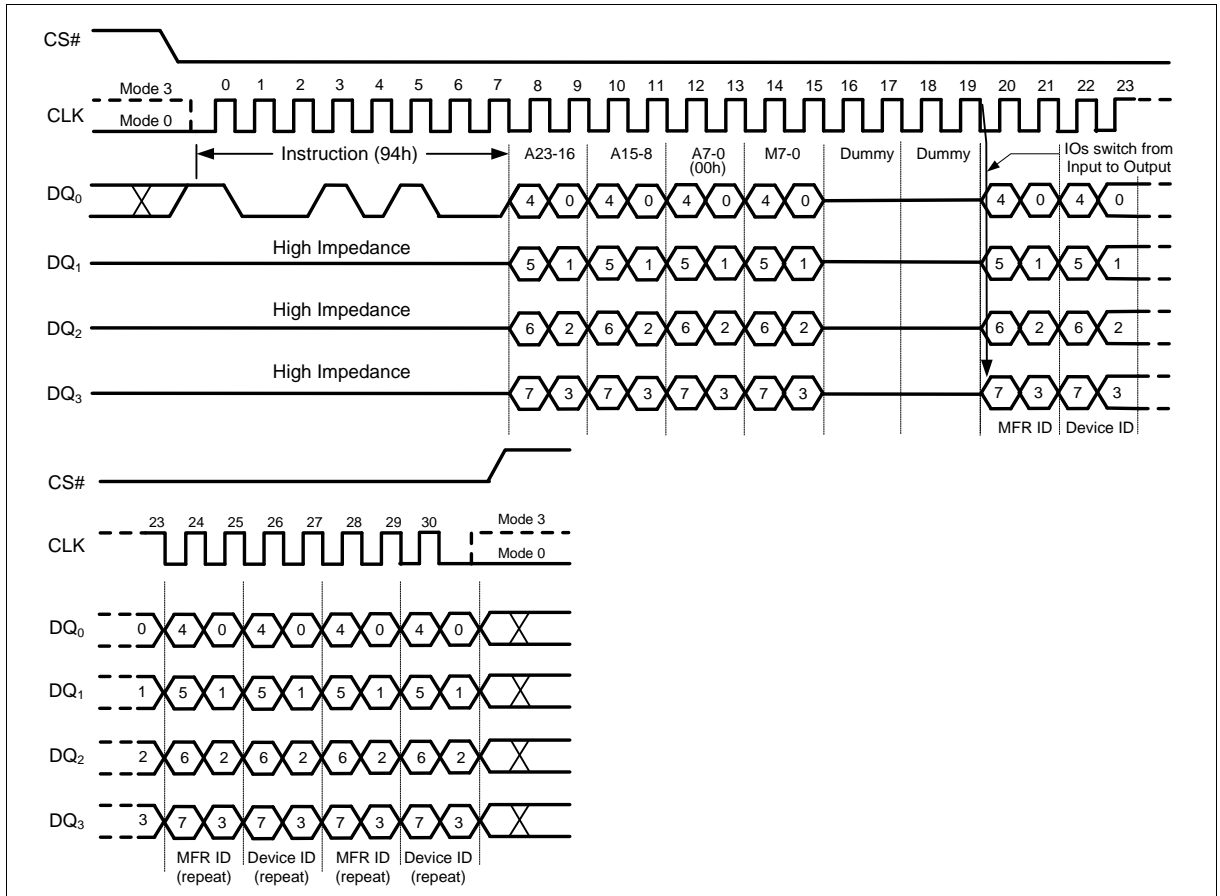 CS#
Mode 3
0 1 2 3 4 5 6 7 8 9 10 11 12 13 14 15 16 17 18 19 20 21 22 23
CLK
Mode 0
Instruction (94h) A23-16 A15-8 A7-0 M7-0 Dummy Dummy IOs switch from
(00h) Input to Output
DQ0 4 0 4 0 4 0 4 0 4 0 4 0
High Impedance
DQ1 5 1 5 1 5 1 5 1 5 1 5 1
High Impedance
DQ2 6 2 6 2 6 2 6 2 6 2 6 2
High Impedance
DQ3 7 3 7 3 7 3 7 3 7 3 7 3
MFR ID Device ID
CS#
23 24 25 26 27 28 29 30 Mode 3
CLK
Mode 0
DQ0 0 4 0 4 0 4 0 4 0
DQ1 1 5 1 5 1 5 1 5 1
DQ2 2 6 2 6 2 6 2 6 2
DQ3 3 7 3 7 3 7 3 7 3
MFR ID Device ID MFR ID Device ID
(repeat) (repeat) (repeat) (repeat)